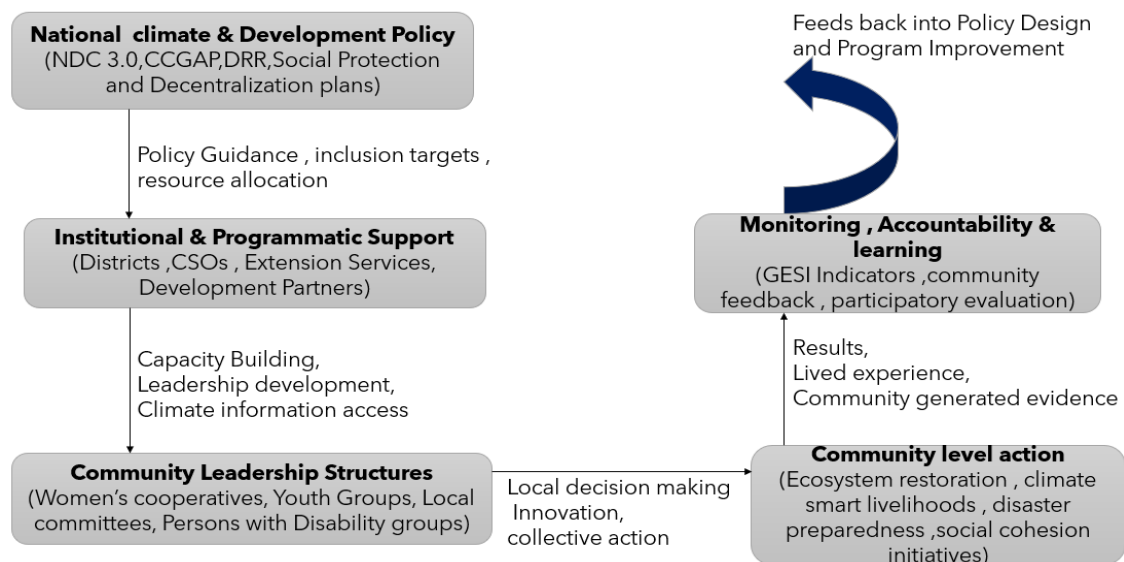 National climate & Development Policy
(NDC 3.0,CCGAP,DRR,Social Protection
and Decentralization plans)
Policy Guidance , inclusion targets ,
resource allocation
Institutional & Programmatic Support
(Districts ,CSOs , Extension Services,
Development Partners)
Capacity Building,
Leadership development,
Climate information access
Community Leadership Structures
(Women's cooperatives, Youth Groups, Local
committees, Persons with Disability groups)
Local decision making
Innovation,
collective action
Community level action
(Ecosystem restoration , climate
smart livelihoods , disaster
preparedness ,social cohesion
initiatives)
Results,
Lived experience,
Community generated evidence
Monitoring , Accountability &
learning
(GESI Indicators ,community
feedback , participatory evaluation)
Feeds back into Policy Design
and Program Improvement